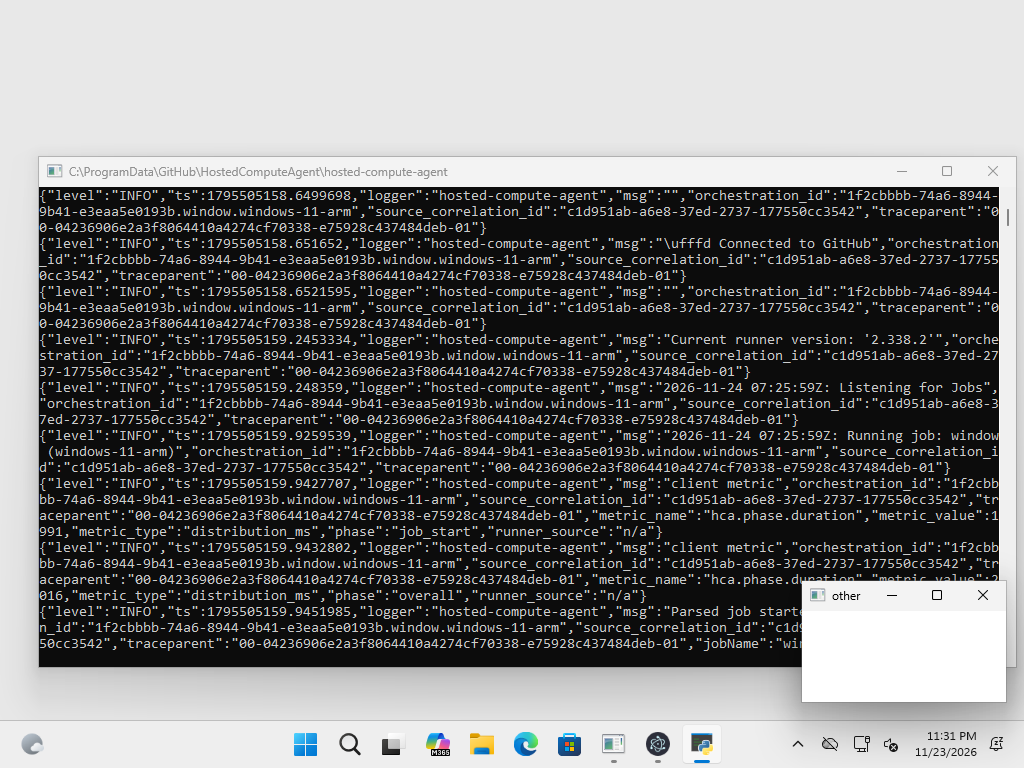 C:\ProgramData\GitHub\HostedComputeAgent\hosted-compute-agent
{"level":"INFO","ts":1795505158.6499698,"logger":"hosted-compute-agent","msg":"","orchestration_id":"1f2cbbbb-74a6-8944-
9b41-e3eaa5e0193b.window.windows-11-arm","source_correlation_id":"c1d951ab-a6e8-37ed-2737-177550cc3542","traceparent":"0
0-04236906e2a3f8064410a4274cf70338-e75928c437484deb-01"}
{"level":"INFO","ts":1795505158.651652,"logger":"hosted-compute-agent","msg":"\ufffd Connected to GitHub","orchestration
_id":"1f2cbbbb-74a6-8944-9b41-e3eaa5e0193b.window.windows-11-arm","source_correlation_id":"c1d951ab-a6e8-37ed-2737-17755
0cc3542","traceparent":"00-04236906e2a3f8064410a4274cf70338-e75928c437484deb-01"}
{"level":"INFO","ts":1795505158.6521595,"logger":"hosted-compute-agent","msg":"","orchestration_id":"1f2cbbbb-74a6-8944-
9b41-e3eaa5e0193b.window.windows-11-arm","source_correlation_id":"c1d951ab-a6e8-37ed-2737-177550cc3542","traceparent":"0
0-04236906e2a3f8064410a4274cf70338-e75928c437484deb-01"}
{"level":"INFO","ts":1795505159.2453334,"logger":"hosted-compute-agent","msg":"Current runner version: '2.338.2'","orche
stration_id":"1f2cbbbb-74a6-8944-9b41-e3eaa5e0193b.window.windows-11-arm","source_correlation_id":"c1d951ab-a6e8-37ed-27
37-177550cc3542","traceparent":"00-04236906e2a3f8064410a4274cf70338-e75928c437484deb-01"}
{"level":"INFO","ts":1795505159.248359,"logger":"hosted-compute-agent","msg":"2026-11-24 07:25:59Z: Listening for Jobs",
"orchestration_id":"1f2cbbbb-74a6-8944-9b41-e3eaa5e0193b.window.windows-11-arm","source_correlation_id":"c1d951ab-a6e8-3
7ed-2737-177550cc3542","traceparent":"00-04236906e2a3f8064410a4274cf70338-e75928c437484deb-01"}
{"level":"INFO","ts":1795505159.9259539,"logger":"hosted-compute-agent","msg":"2026-11-24 07:25:59Z: Running job: window
 (windows-11-arm)","orchestration_id":"1f2cbbbb-74a6-8944-9b41-e3eaa5e0193b.window.windows-11-arm","source_correlation_i
d":"c1d951ab-a6e8-37ed-2737-177550cc3542","traceparent":"00-04236906e2a3f8064410a4274cf70338-e75928c437484deb-01"}
{"level":"INFO","ts":1795505159.9427707,"logger":"hosted-compute-agent","msg":"client metric","orchestration_id":"1f2cbb
bb-74a6-8944-9b41-e3eaa5e0193b.window.windows-11-arm","source_correlation_id":"c1d951ab-a6e8-37ed-2737-177550cc3542","tr
aceparent":"00-04236906e2a3f8064410a4274cf70338-e75928c437484deb-01","metric_name":"hca.phase.duration","metric_value":1
991,"metric_type":"distribution_ms","phase":"job_start","runner_source":"n/a"}
{"level":"INFO","ts":1795505159.9432802,"logger":"hosted-compute-agent","msg":"client metric","orchestration_id":"1f2cbb
bb-74a6-8944-9b41-e3eaa5e0193b.window.windows-11-arm","source_correlation_id":"c1d951ab-a6e8-37ed-2737-177550cc3542","tr
aceparent":"00-04236906e2a3f8064410a4274cf70338-e75928c437484deb-01","metric_name":"hca.phase.duration","metric_value":2
016,"metric_type":"distribution_ms","phase":"overall","runner_source":"n/a"}
{"level":"INFO","ts":1795505159.9451985,"logger":"hosted-compute-agent","msg":"Parsed job starte
n_id":"1f2cbbbb-74a6-8944-9b41-e3eaa5e0193b.window.windows-11-arm","source_correlation_id":"c1d
50cc3542","traceparent":"00-04236906e2a3f8064410a4274cf70338-e75928c437484deb-01","jobName":"wi
other
M365
11:31 PM
11/23/2026